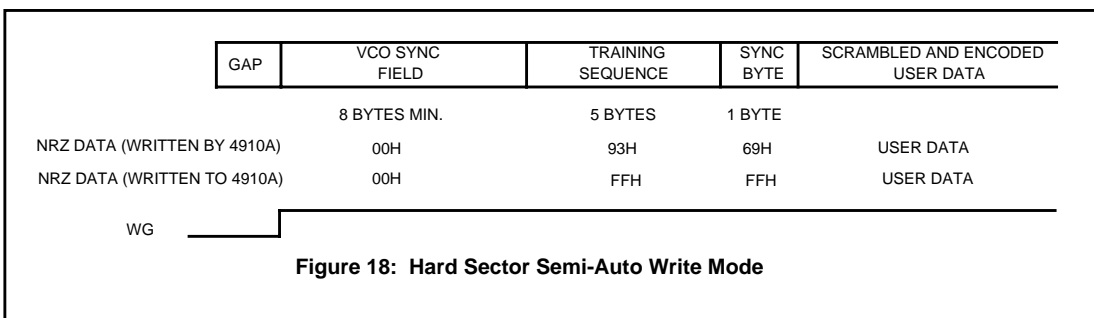 GAP
VCO SYNC FIELD
TRAINING SEQUENCE
SYNC BYTE
SCRAMBLED AND ENCODED USER DATA
8 BYTES MIN. 5 BYTES 1 BYTE
NRZ DATA (WRITTEN BY 4910A) 00H 93H 69H USER DATA
NRZ DATA (WRITTEN TO 4910A) 00H FFH FFH USER DATA
WG
Figure 18: Hard Sector Semi-Auto Write Mode